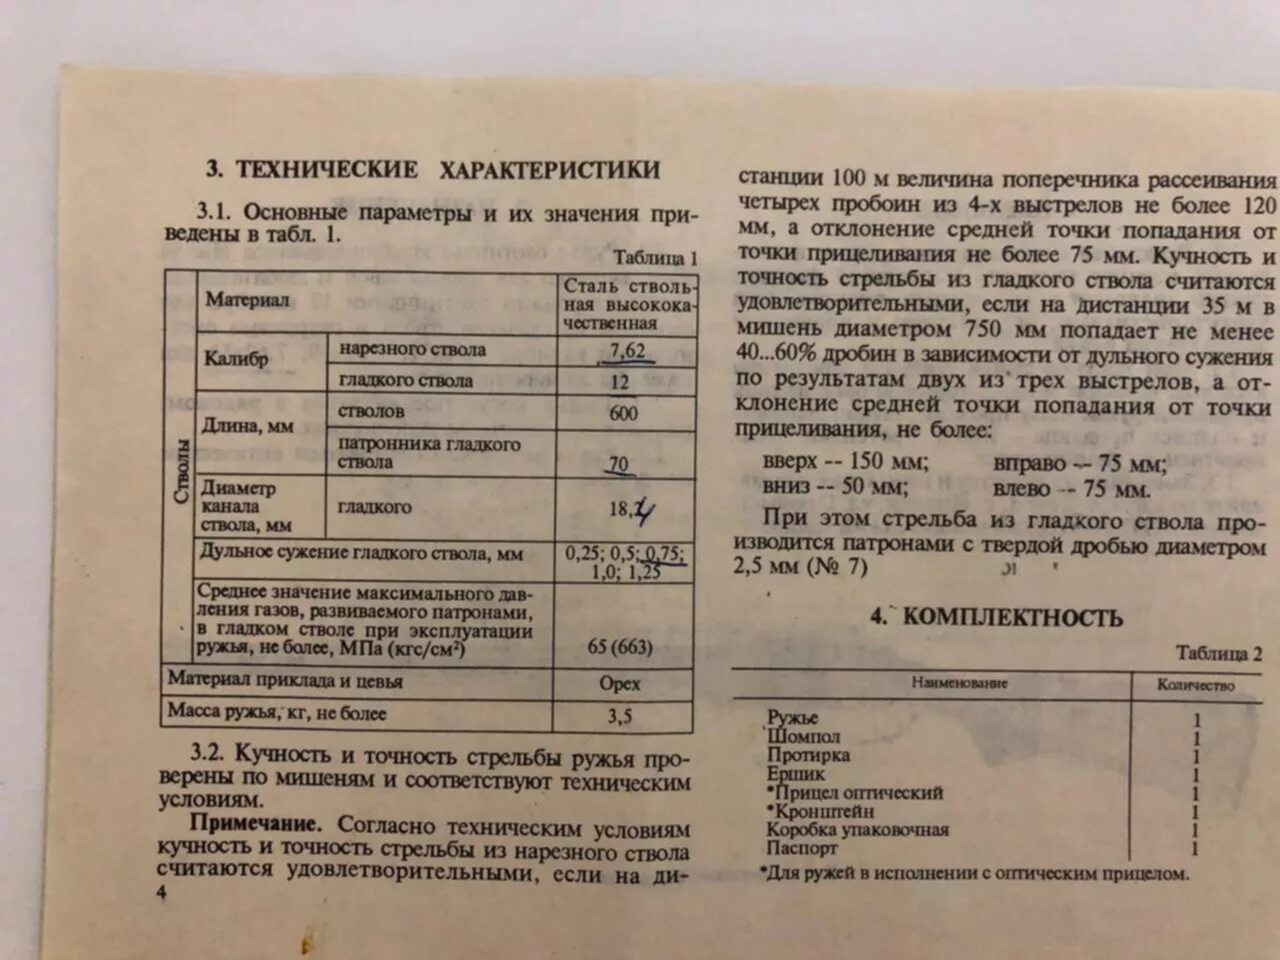 3. ТЕХНИЧЕСКИЕ ХАРАКТЕРИСТИКИ
3.1. Основные параметры и их значения при-
ведены в табл. 1.
Таблица 1
Стволы
Материал
Сталь стволь-
ная высокока-
чественная
Калибр
нарезного ствола
7,62
гладкого ствола
12
Длина, мм
стволов
600
патронника гладкого
ствола
70
Диаметр
канала
ствола, мм
гладкого
18,4
Дульное сужение гладкого ствола, мм
0,25; 0,5; 0,75;
1,0; 1,25
Среднее значение максимального дав-
ления газов, развиваемого патронами,
в гладком стволе при эксплуатации
ружья, не более, МПа (кгс/см²)
65 (663)
Материал приклада и цевья
Орех
Масса ружья, кг, не более
3,5
3.2. Кучность и точность стрельбы ружья про-
верены по мишеням и соответствуют техническим
условиям.
Примечание. Согласно техническим условиям
кучность и точность стрельбы из нарезного ствола
считаются удовлетворительными, если на ди-
4
станции 100 м величина поперечника рассеивания
четырех пробоин из 4-х выстрелов не более 120
мм, а отклонение средней точки попадания от
точки прицеливания не более 75 мм. Кучность и
точность стрельбы из гладкого ствола считаются
удовлетворительными, если на дистанции 35 м в
мишень диаметром 750 мм попадает не менее
40...60% дробин в зависимости от дульного сужения
по результатам двух из трех выстрелов, а от-
клонение средней точки попадания от точки
прицеливания, не более:
вверх -- 150 мм; вправо -- 75 мм;
вниз -- 50 мм; влево -- 75 мм.
При этом стрельба из гладкого ствола про-
изводится патронами с твердой дробью диаметром
2,5 мм (№ 7)
4. КОМПЛЕКТНОСТЬ
Таблица 2
Наименование Количество
Ружье 1
Шомпол 1
Протирка 1
Ершик 1
*Прицел оптический 1
*Кронштейн 1
Коробка упаковочная 1
Паспорт 1
*Для ружей в исполнении с оптическим прицелом.